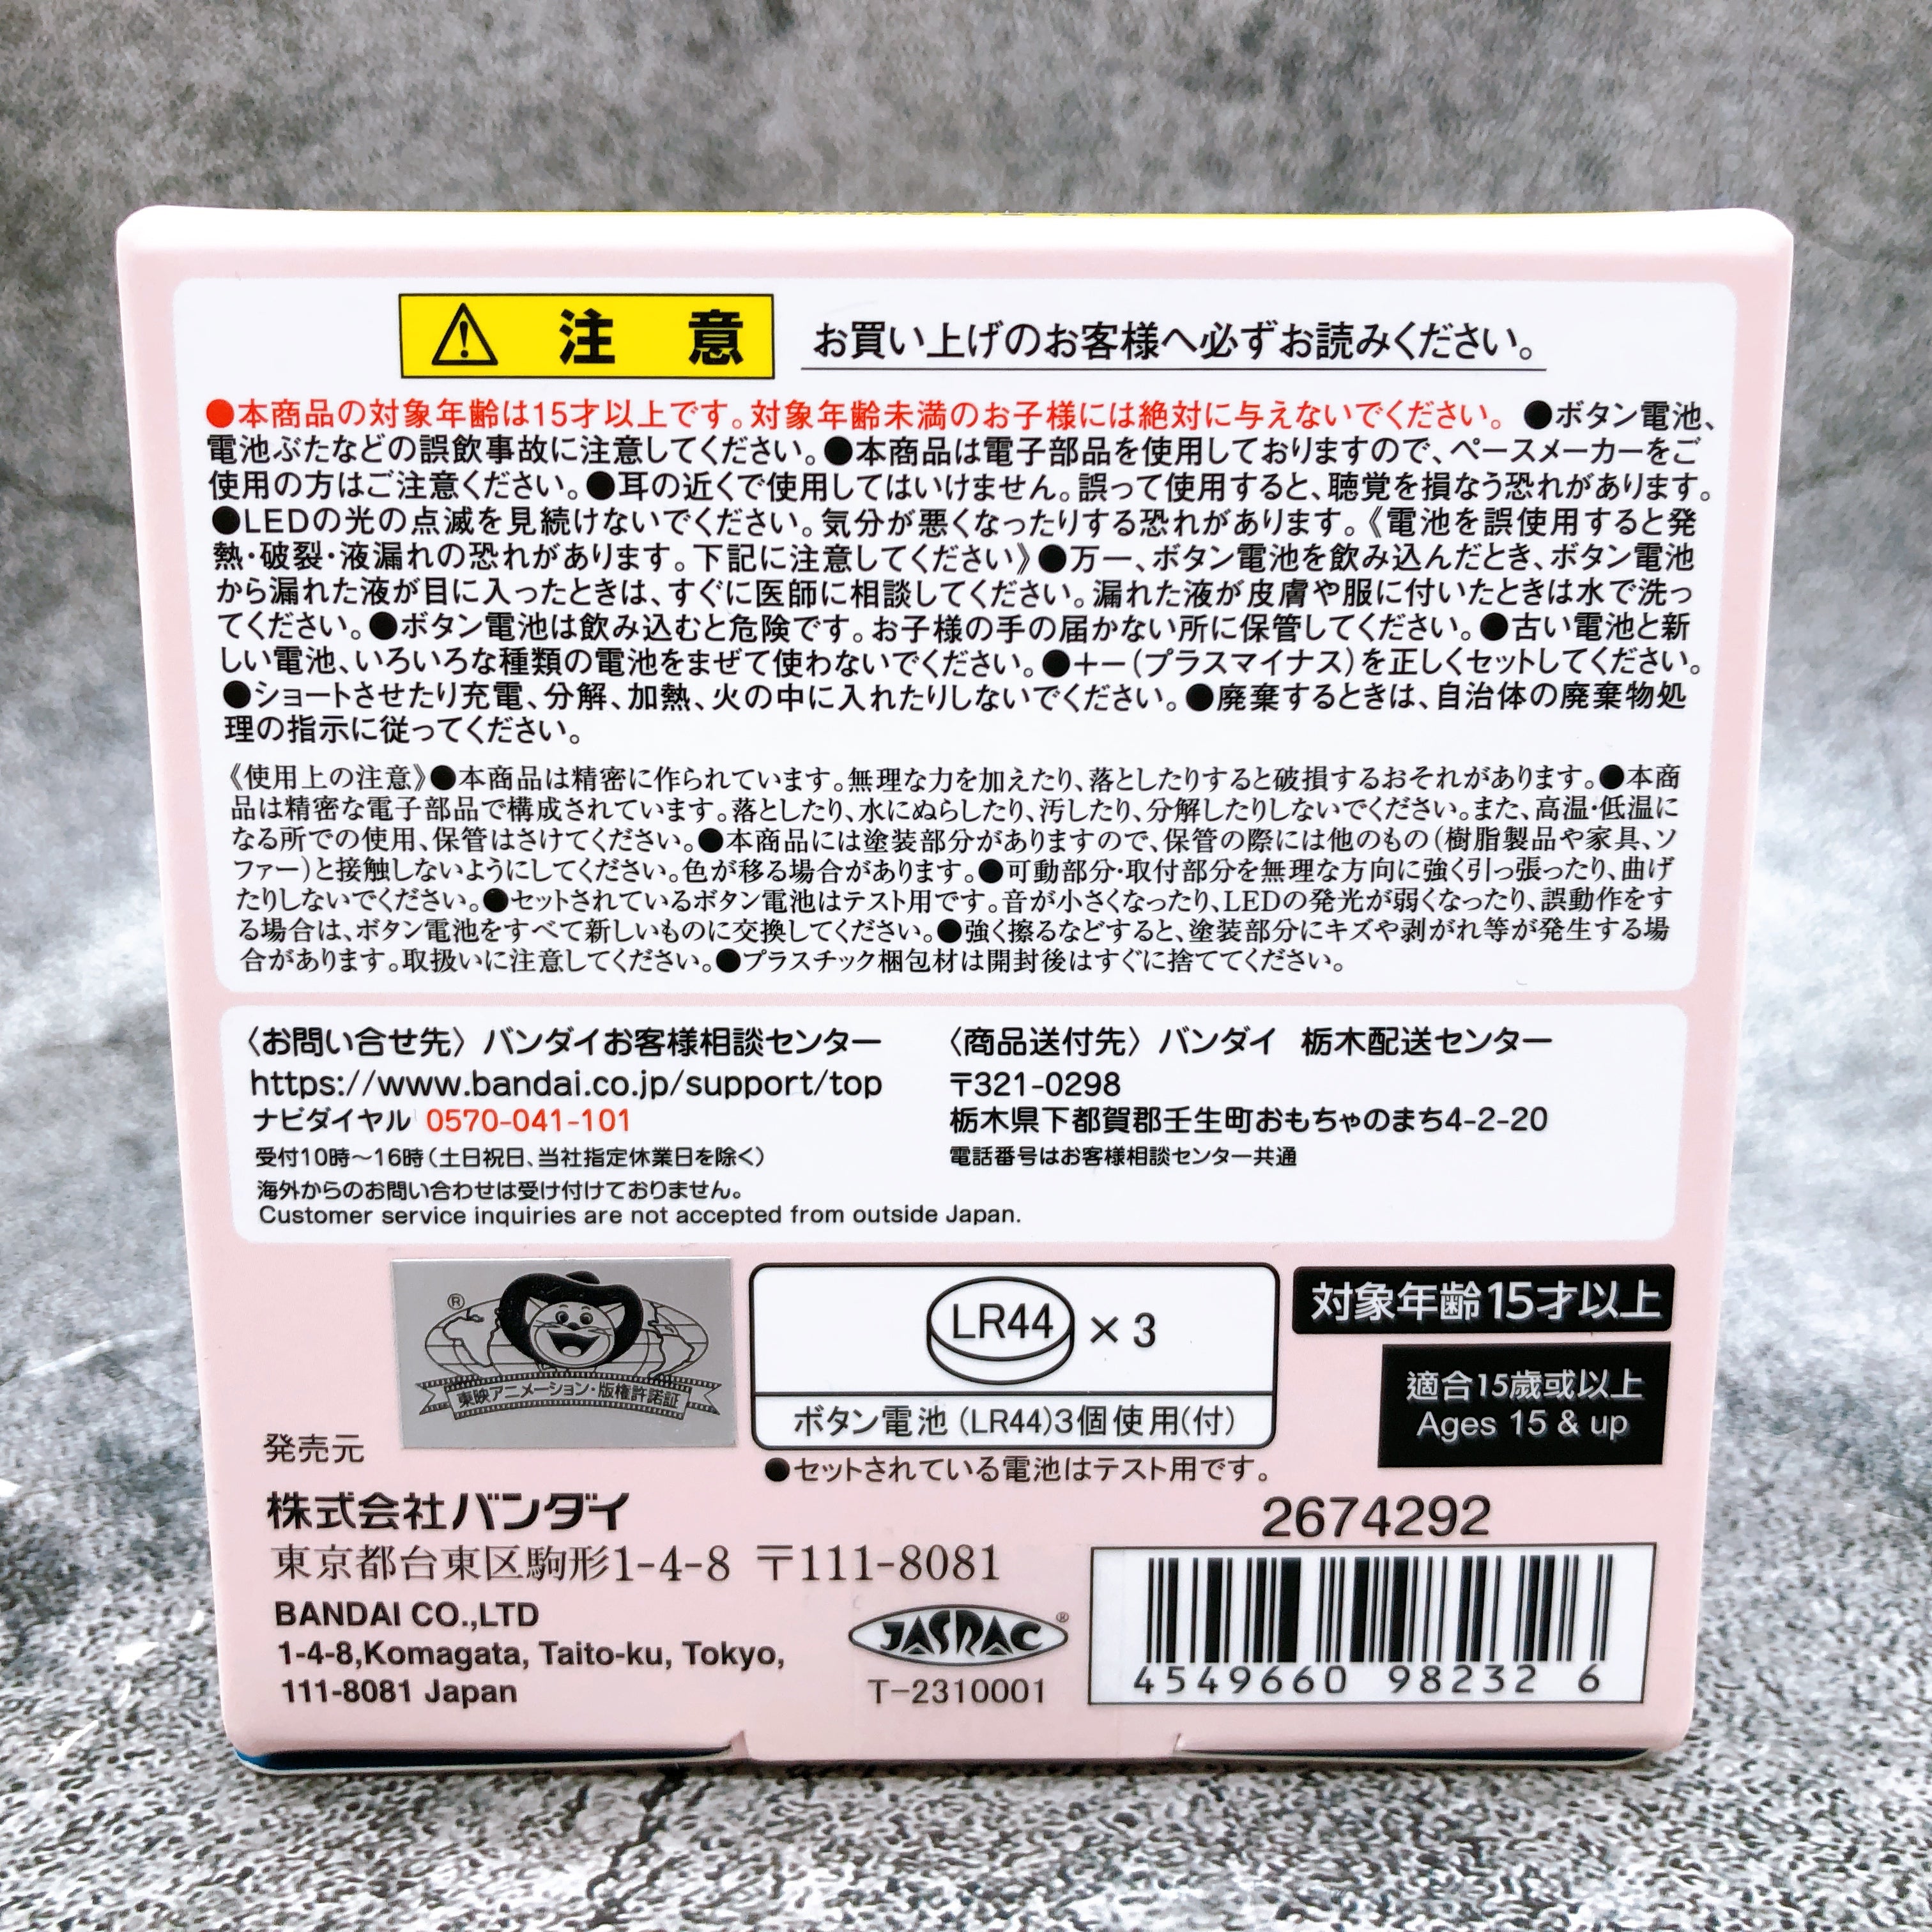 注 意 お買い上げのお客様へ必ずお読みください。
●本商品の対象年齢は15才以上です。対象年齢未満のお子様には絶対に与えないでください。 ●ボタン電池、
電池ぶたなどの誤飲事故に注意してください。●本商品は電子部品を使用しておりますので、ペースメーカーをご
使用の方はご注意ください。●耳の近くで使用してはいけません。誤って使用すると、聴覚を損なう恐れがあります。
●LEDの光の点滅を見続けないでください。気分が悪くなったりする恐れがあります。《電池を誤使用すると発
熱・破裂・液漏れの恐れがあります。下記に注意してください》●万一、ボタン電池を飲み込んだとき、ボタン電池
から漏れた液が目に入ったときは、すぐに医師に相談してください。漏れた液が皮膚や服に付いたときは水で洗っ
てください。●ボタン電池は飲み込むと危険です。お子様の手の届かない所に保管してください。●古い電池と新
しい電池、いろいろな種類の電池をまぜて使わないでください。●＋－(プラスマイナス)を正しくセットしてください。
●ショートさせたり充電、分解、加熱、火の中に入れたりしないでください。●廃棄するときは、自治体の廃棄物処
理の指示に従ってください。
《使用上の注意》●本商品は精密に作られています。無理な力を加えたり、落としたりすると破損するおそれがあります。●本商
品は精密な電子部品で構成されています。落としたり、水にぬらしたり、汚したり、分解したりしないでください。また、高温・低温に
なる所での使用、保管はさけてください。●本商品には塗装部分がありますので、保管の際には他のもの(樹脂製品や家具、ソ
ファー)と接触しないようにしてください。色が移る場合があります。●可動部分・取付部分を無理な方向に強く引っ張ったり、曲げ
たりしないでください。●セットされているボタン電池はテスト用です。音が小さくなったり、LEDの発光が弱くなったり、誤動作をす
る場合は、ボタン電池をすべて新しいものに交換してください。●強く擦るなどすると、塗装部分にキズや剥がれ等が発生する場
合があります。取扱いに注意してください。●プラスチック梱包材は開封後はすぐに捨ててください。
〈お問い合せ先〉バンダイお客様相談センター
https://www.bandai.co.jp/support/top
ナビダイヤル 0570-041-101
受付10時～16時(土日祝日、当社指定休業日を除く)
海外からのお問い合わせは受け付けておりません。
Customer service inquiries are not accepted from outside Japan.
〈商品送付先〉バンダイ 栃木配送センター
〒321-0298
栃木県下都賀郡壬生町おもちゃのまち4-2-20
電話番号はお客様相談センター共通
®
東映アニメーション・版権許諾証
LR44 ×3
ボタン電池 (LR44)3個使用(付)
●セットされている電池はテスト用です。
対象年齢15才以上
適合15歳或以上
Ages 15 & up
発売元
株式会社バンダイ
東京都台東区駒形1-4-8 〒111-8081
BANDAI CO.,LTD
1-4-8,Komagata, Taito-ku, Tokyo,
111-8081 Japan
JASRAC®
T-2310001
2674292
4549660 98232 6